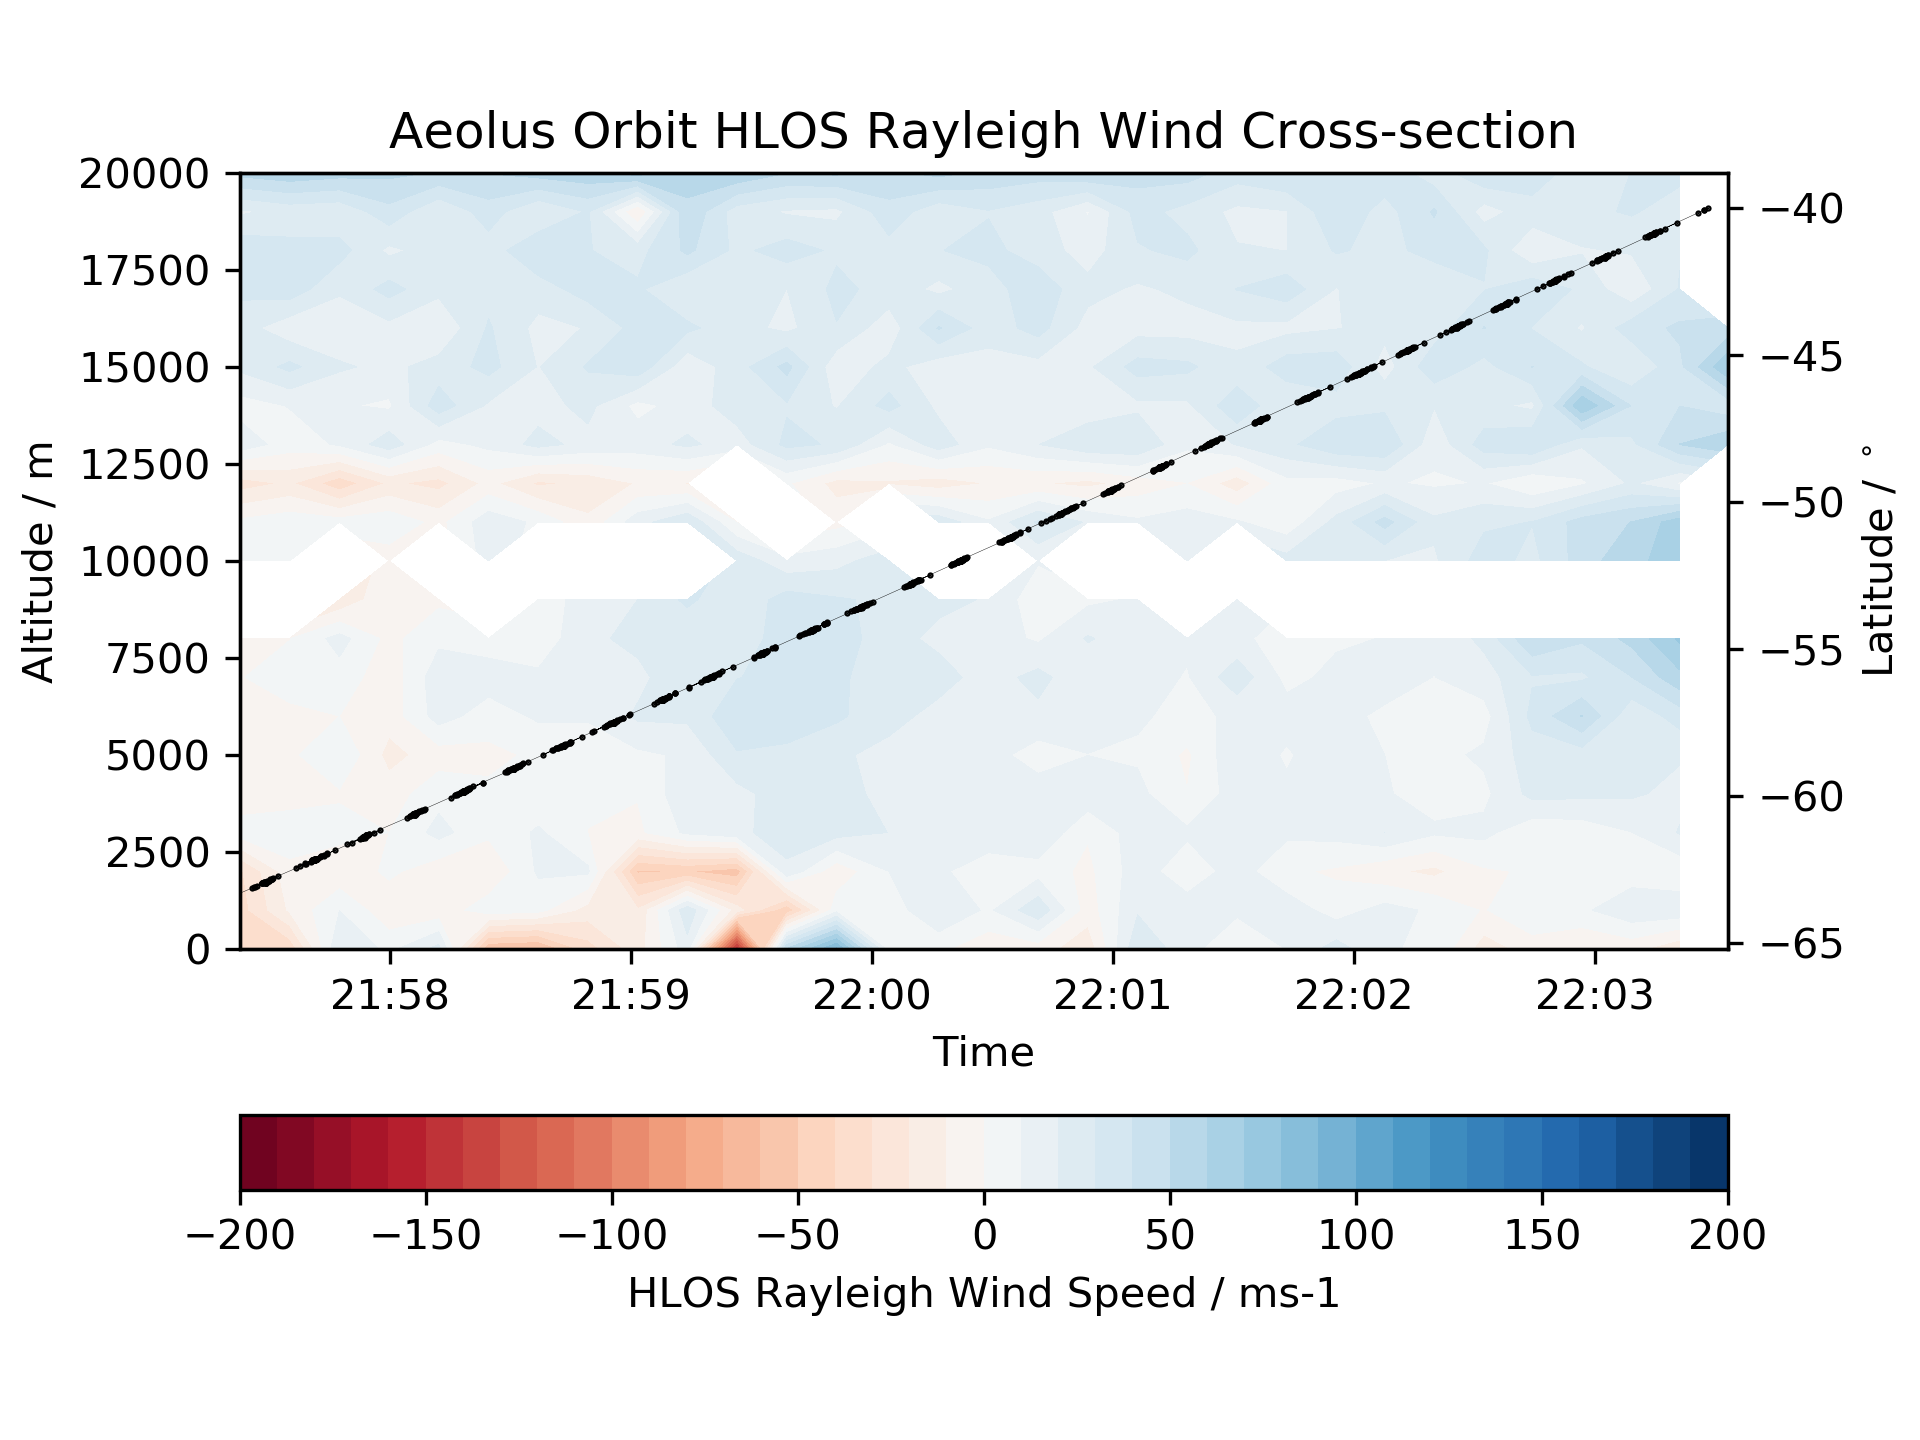 Aeolus Orbit HLOS Rayleigh Wind Cross-section
20000
17500
15000
12500
10000
7500
5000
2500
0
Altitude / m
−40
−45
−50
−55
−60
−65
Latitude / °
21:58 21:59 22:00 22:01 22:02 22:03
Time
−200 −150 −100 −50 0 50 100 150 200
HLOS Rayleigh Wind Speed / ms-1